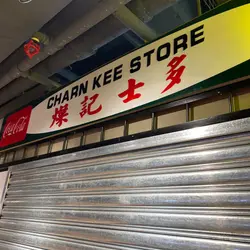 CHARN KEE STORE
燦記士多
Coca-Cola